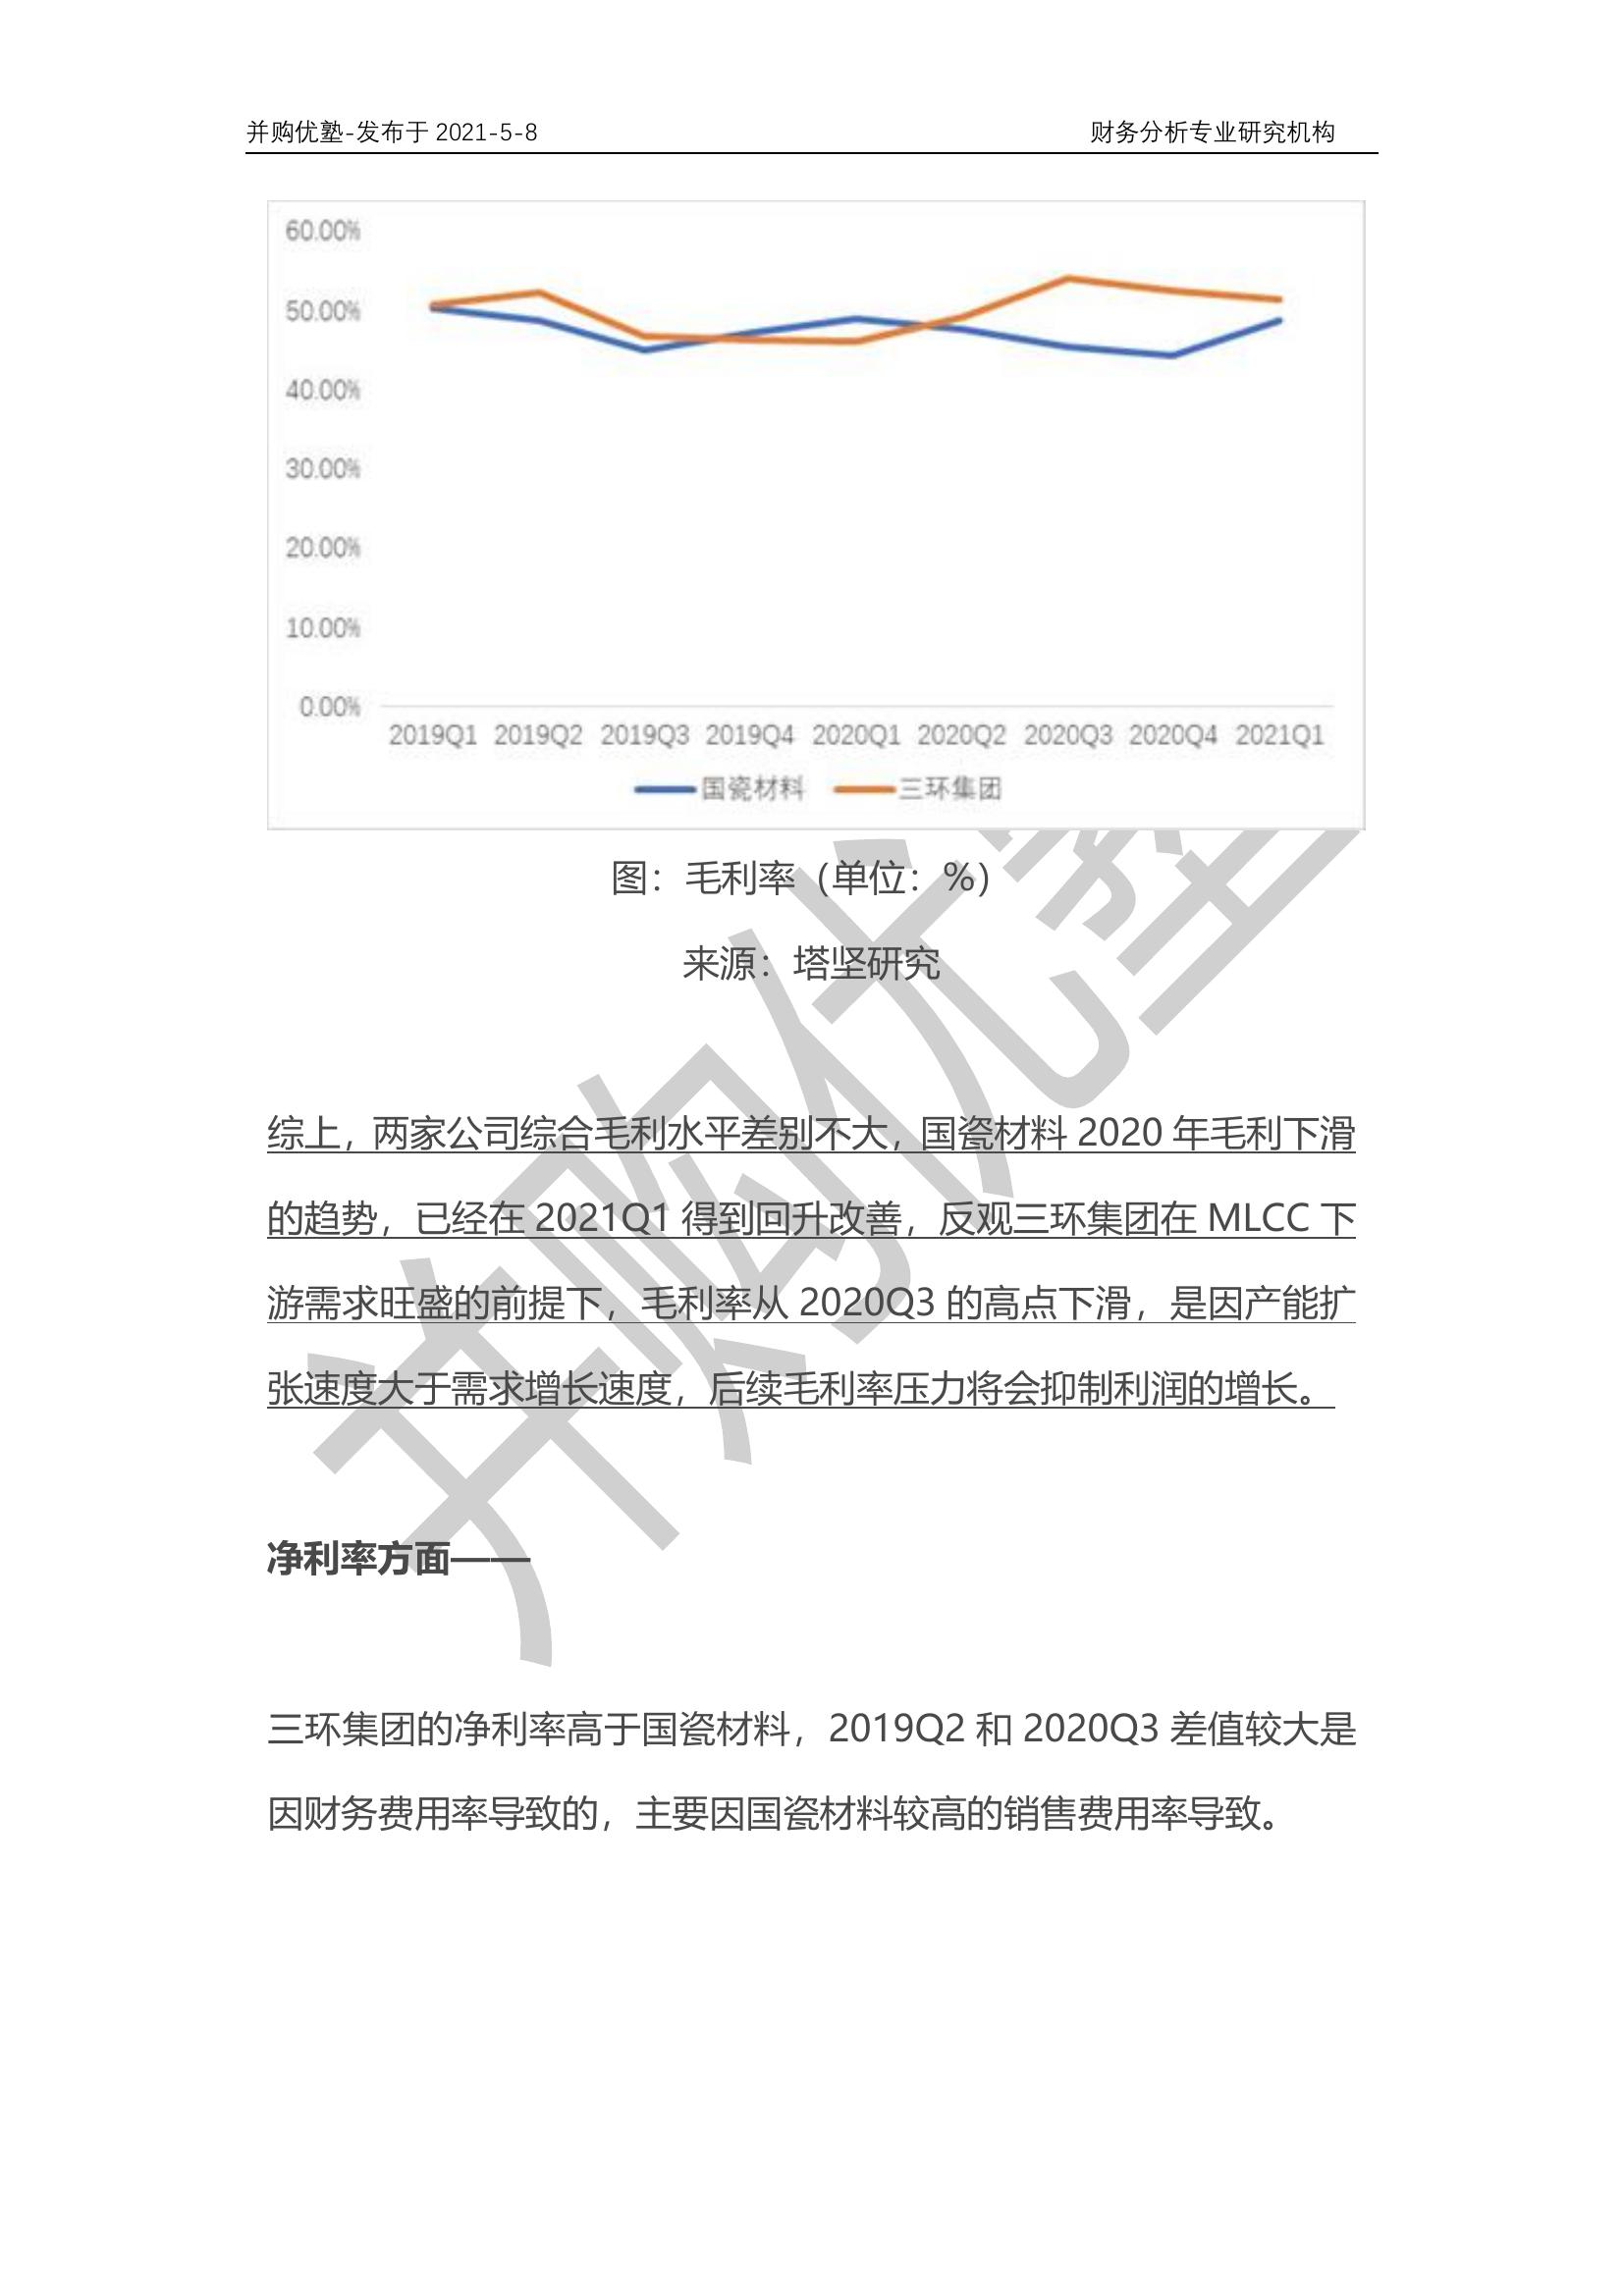 并购优塾-发布于 2021-5-8 财务分析专业研究机构
60.00%
50.00%
40.00%
30.00%
20.00%
10.00%
0.00%
2019Q1 2019Q2 2019Q3 2019Q4 2020Q1 2020Q2 2020Q3 2020Q4 2021Q1
国瓷材料 三环集团
图：毛利率（单位：%）
来源：塔坚研究
综上，两家公司综合毛利水平差别不大，国瓷材料 2020 年毛利下滑
的趋势，已经在 2021Q1 得到回升改善，反观三环集团在 MLCC 下
游需求旺盛的前提下，毛利率从 2020Q3 的高点下滑，是因产能扩
张速度大于需求增长速度，后续毛利率压力将会抑制利润的增长。
净利率方面——
三环集团的净利率高于国瓷材料，2019Q2 和 2020Q3 差值较大是
因财务费用率导致的，主要因国瓷材料较高的销售费用率导致。
并购优塾